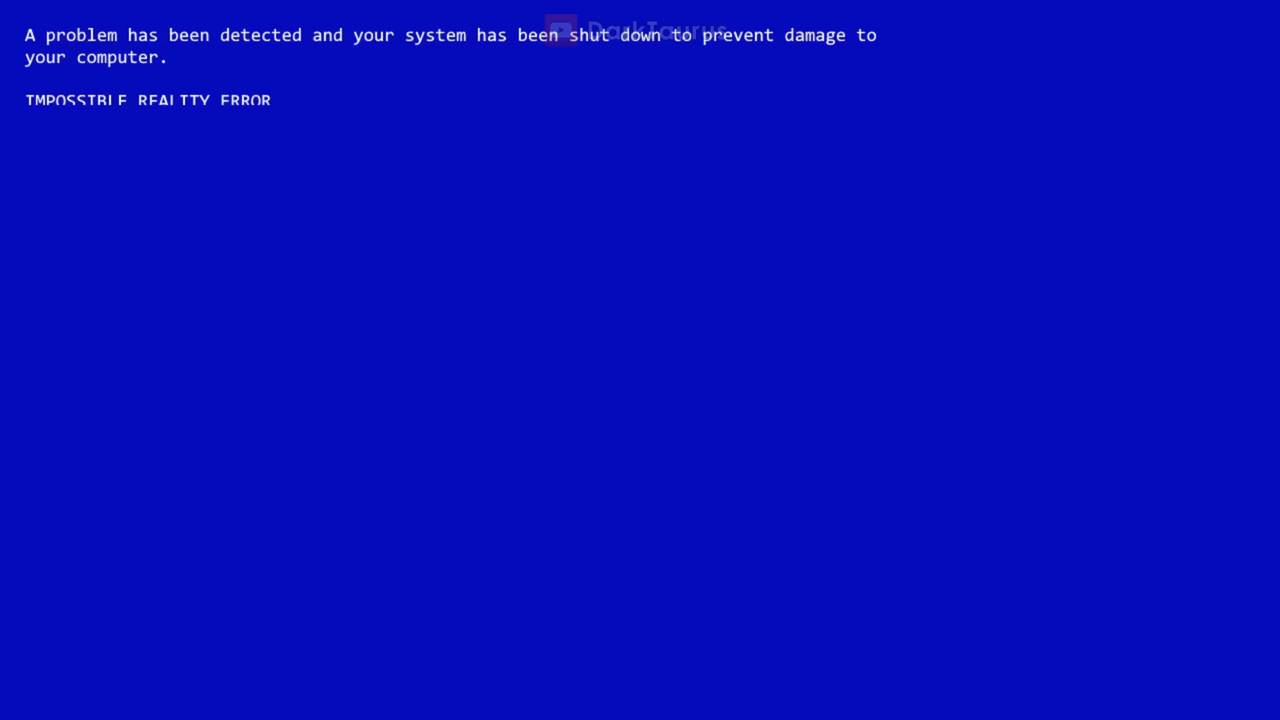 A problem has been detected and your system has been shut down to prevent damage to
your computer.
IMPOSSIBLE REALITY ERROR
DarkTaurus